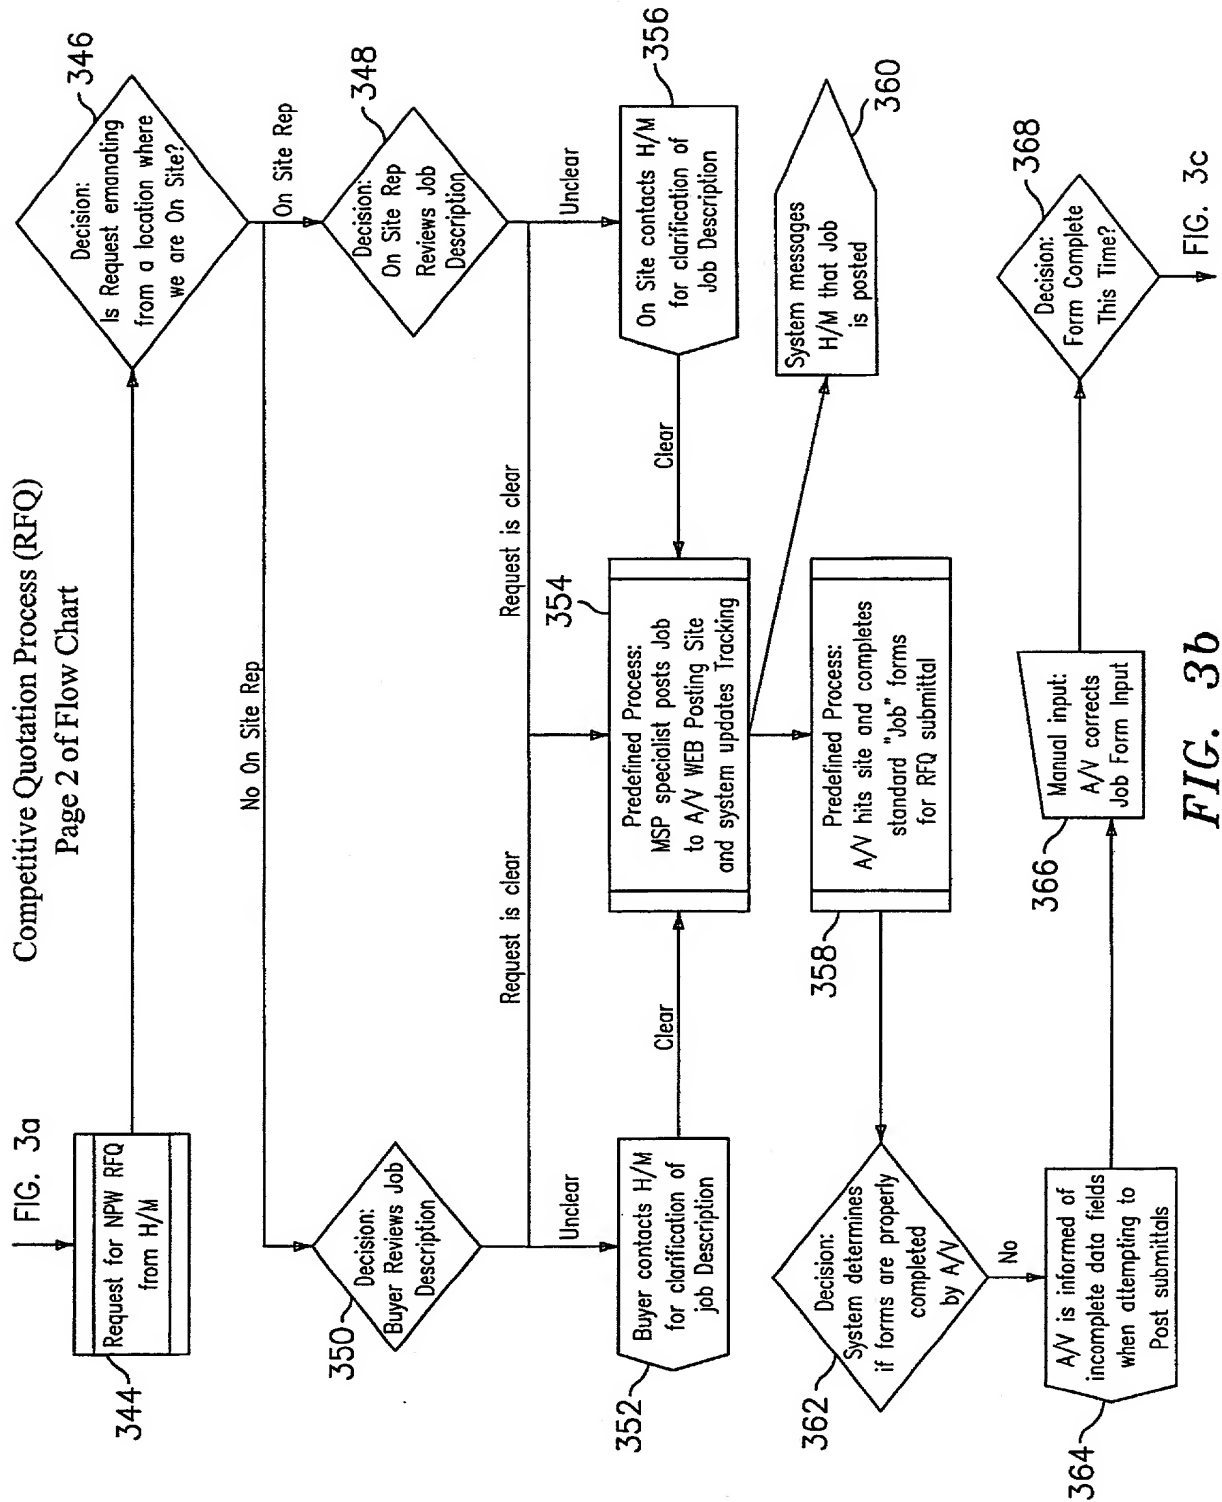 Competitive Quotation Process (RFQ)
Page 2 of Flow Chart
FIG. 3a
Request for NPW RFQ
from H/M
344
Decision:
Is Request emanating
from a location where
we are On Site?
346
No On Site Rep
On Site Rep
Decision:
Buyer Reviews Job
Description
350
Decision:
On Site Rep
Reviews Job
Description
348
Request is clear
Request is clear
Unclear
Unclear
Buyer contacts H/M
for clarification of
job Description
352
Clear
Predefined Process:
MSP specialist posts Job
to A/V WEB Posting Site
and system updates Tracking
354
Clear
On Site contacts H/M
for clarification of
Job Description
356
System messages
H/M that Job
is posted
360
Predefined Process:
A/V hits site and completes
standard "Job" forms
for RFQ submittal
358
Decision:
System determines
if forms are properly
completed
by A/V
362
No
A/V is informed of
incomplete data fields
when attempting to
Post submittals
364
Manual input:
A/V corrects
Job Form Input
366
Decision:
Form Complete
This Time?
368
FIG. 3c
FIG. 3b